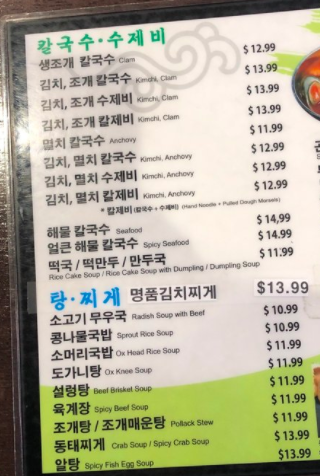 칼국수·수제비
생조개 칼국수 Clam $ 12.99
김치, 조개 칼국수 Kimchi, Clam $ 13.99
김치, 조개 수제비 Kimchi, Clam $ 13.99
김치, 조개 칼제비 Kimchi, Clam $ 13.99
멸치 칼국수 Anchovy $ 11.99
김치, 멸치 칼국수 Kimchi, Anchovy $ 12.99
김치, 멸치 수제비 Kimchi, Anchovy $ 12.99
김치, 멸치 칼제비 Kimchi, Anchovy $ 12.99
* 칼제비 (칼국수 + 수제비) (Hand Noodle + Pulled Dough)
해물 칼국수 Seafood $ 14,99
얼큰 해물 칼국수 Spicy Seafood $ 14.99
떡국 / 떡만두 / 만두국 $ 11.99
Rice Cake Soup / Rice Cake Soup with Dumpling / Dumpling Soup
탕·찌게 명품김치찌게 $13.99
소고기 무우국 Radish Soup with Beef $ 10.99
콩나물국밥 Sprout Rice Soup $ 10.99
소머리국밥 Ox Head Rice Soup $ 11.99
도가니탕 Ox Knee Soup $ 11.99
설렁탕 Beef Brisket Soup $ 11.99
육계장 Spicy Beef Soup $ 11.99
조개탕 / 조개매운탕 Pollack Stew $ 11.99
동태찌게 Crab Soup / Spicy Crab Soup $ 13.99
알탕 Spicy Fish Egg Soup $13.99